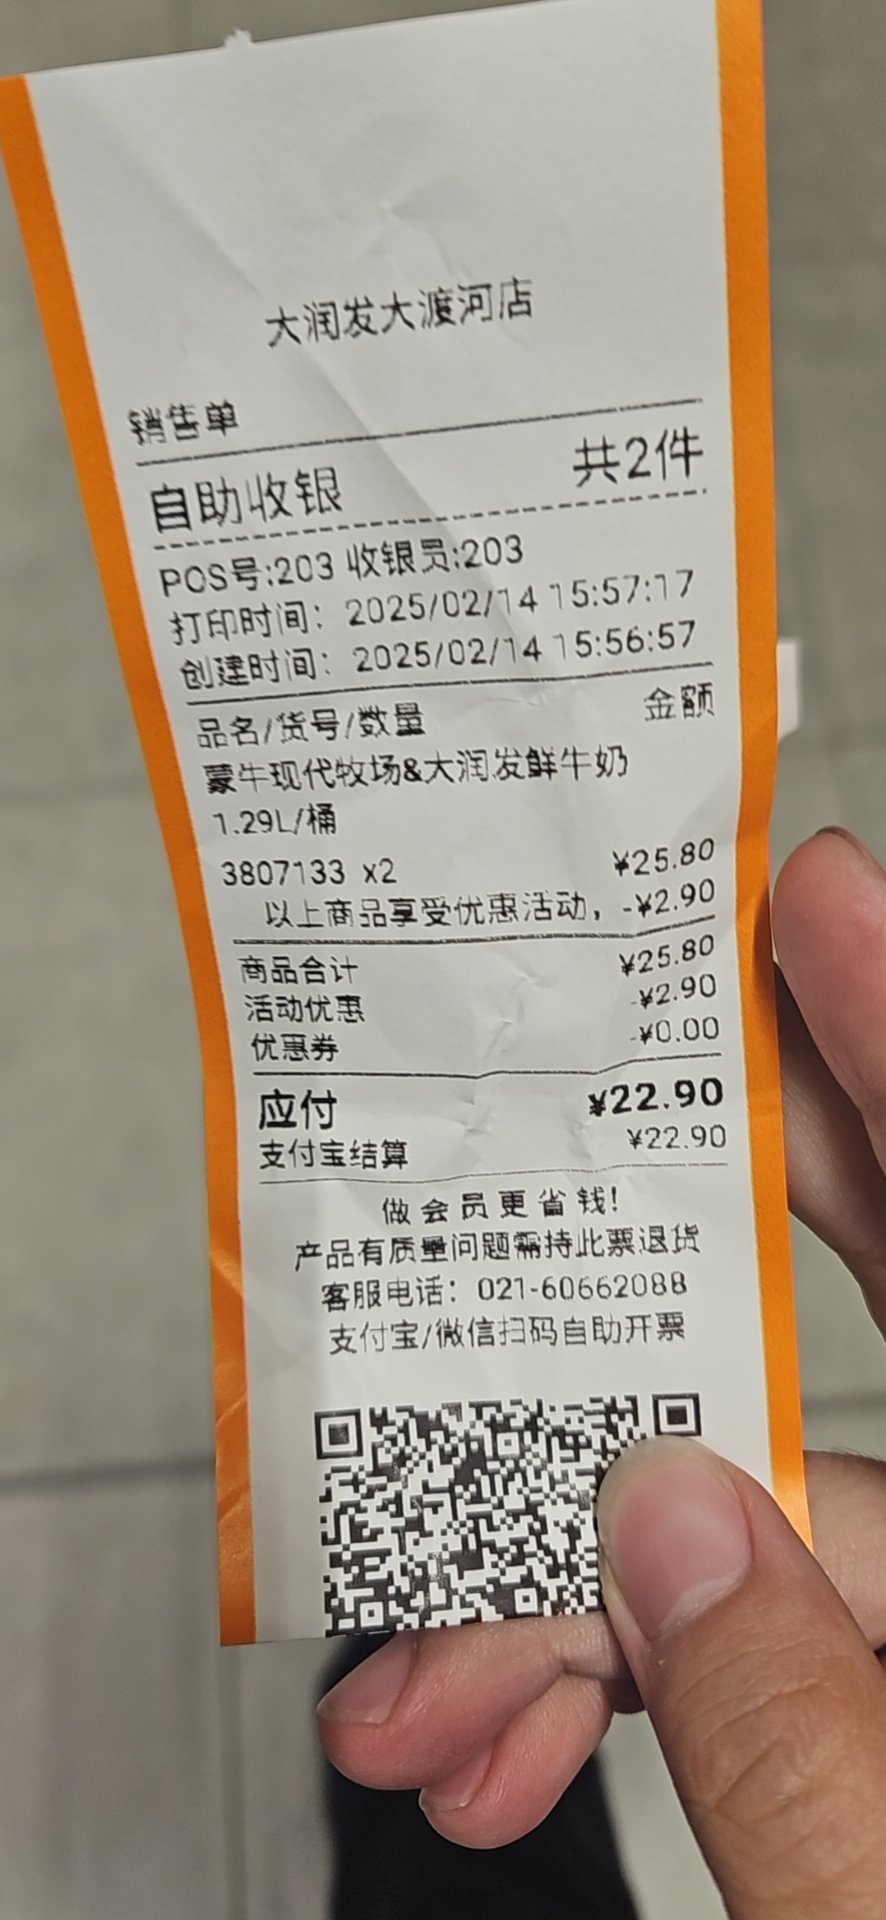 大润发大渡河店
销售单
自助收银 共2件
POS号:203 收银员:203
打印时间: 2025/02/14 15:57:17
创建时间: 2025/02/14 15:56:57
品名/货号/数量 金额
蒙牛现代牧场&大润发鲜牛奶
1.29L/桶
3807133 x2 ¥25.80
以上商品享受优惠活动, -¥2.90
商品合计 ¥25.80
活动优惠 -¥2.90
优惠券 -¥0.00
应付 ¥22.90
支付宝结算 ¥22.90
做会员更省钱!
产品有质量问题需持此票退货
客服电话: 021-60662088
支付宝/微信扫码自助开票